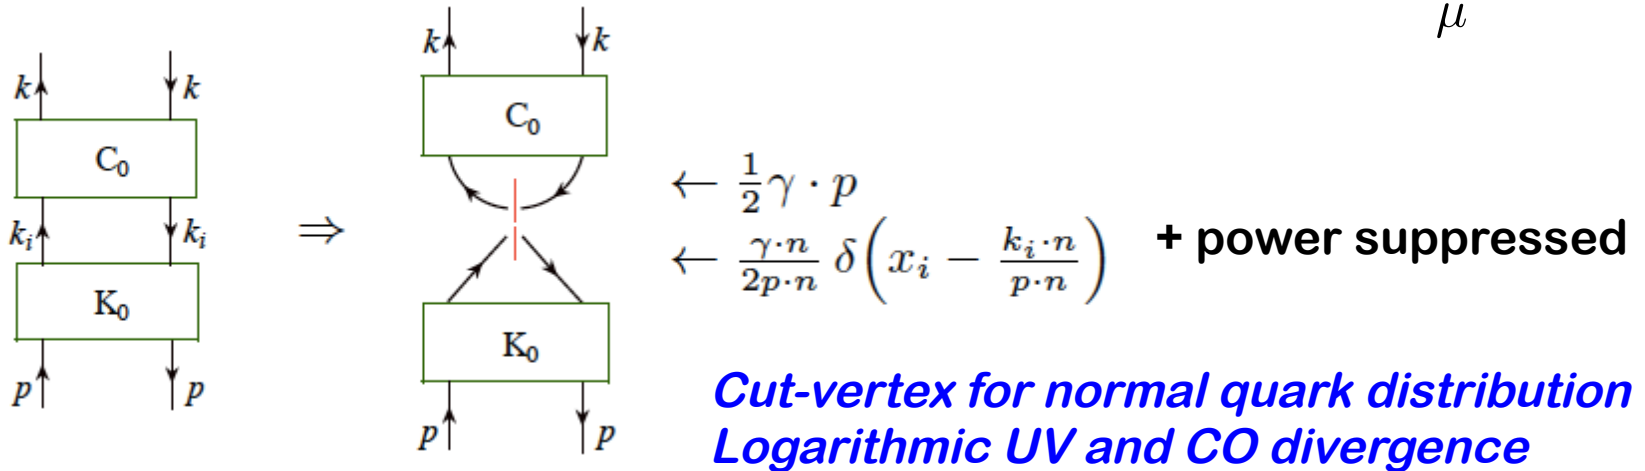 μ
k k
k k
C₀
C₀
kᵢ kᵢ
⇒
← ½ γ · p
← γ·n / 2p·n δ(xᵢ − kᵢ·n / p·n) + power suppressed
K₀
K₀
p p
p p
Cut-vertex for normal quark distribution
Logarithmic UV and CO divergence